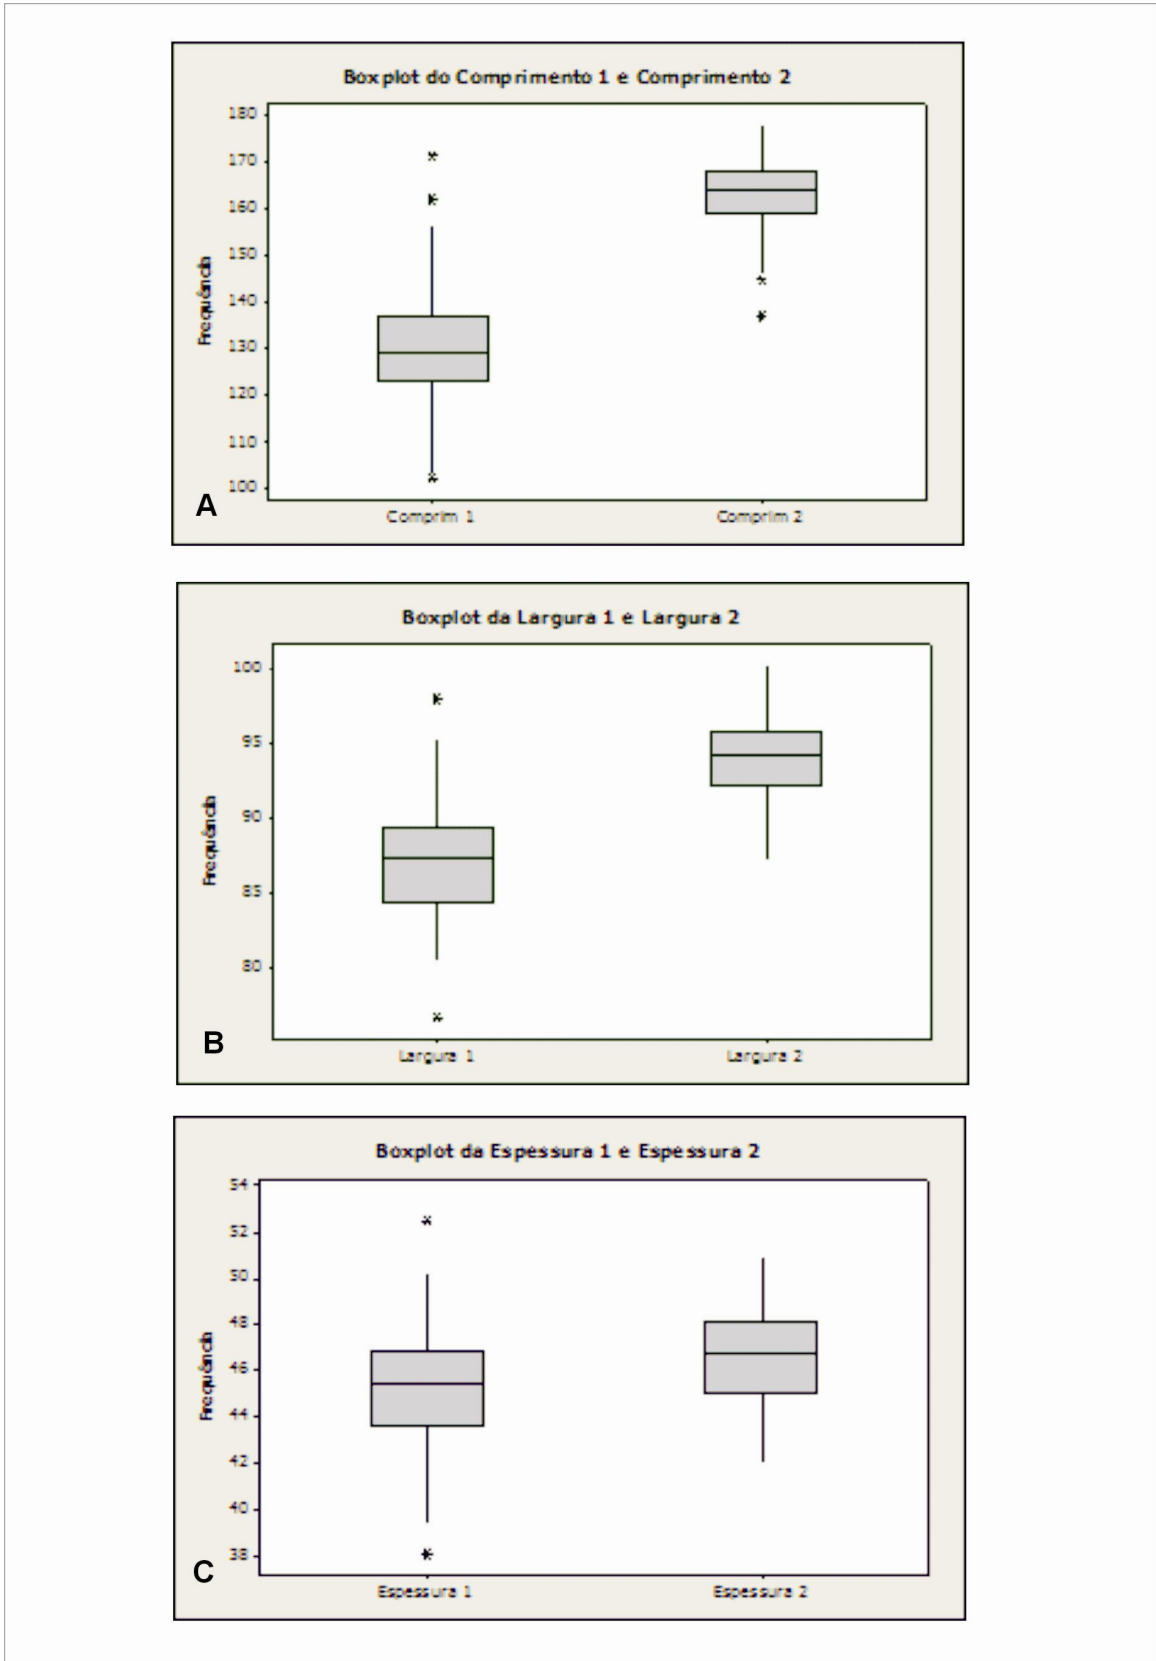 Boxplot do Comprimento 1 e Comprimento 2
180
170
160
150
140
130
120
110
100
Frequência
A
Comprim 1
Comprim 2
Boxplot da Largura 1 e Largura 2
100
95
90
85
80
Frequência
B
Largura 1
Largura 2
Boxplot da Espessura 1 e Espessura 2
54
52
50
48
46
44
42
40
38
Frequência
C
Espessura 1
Espessura 2